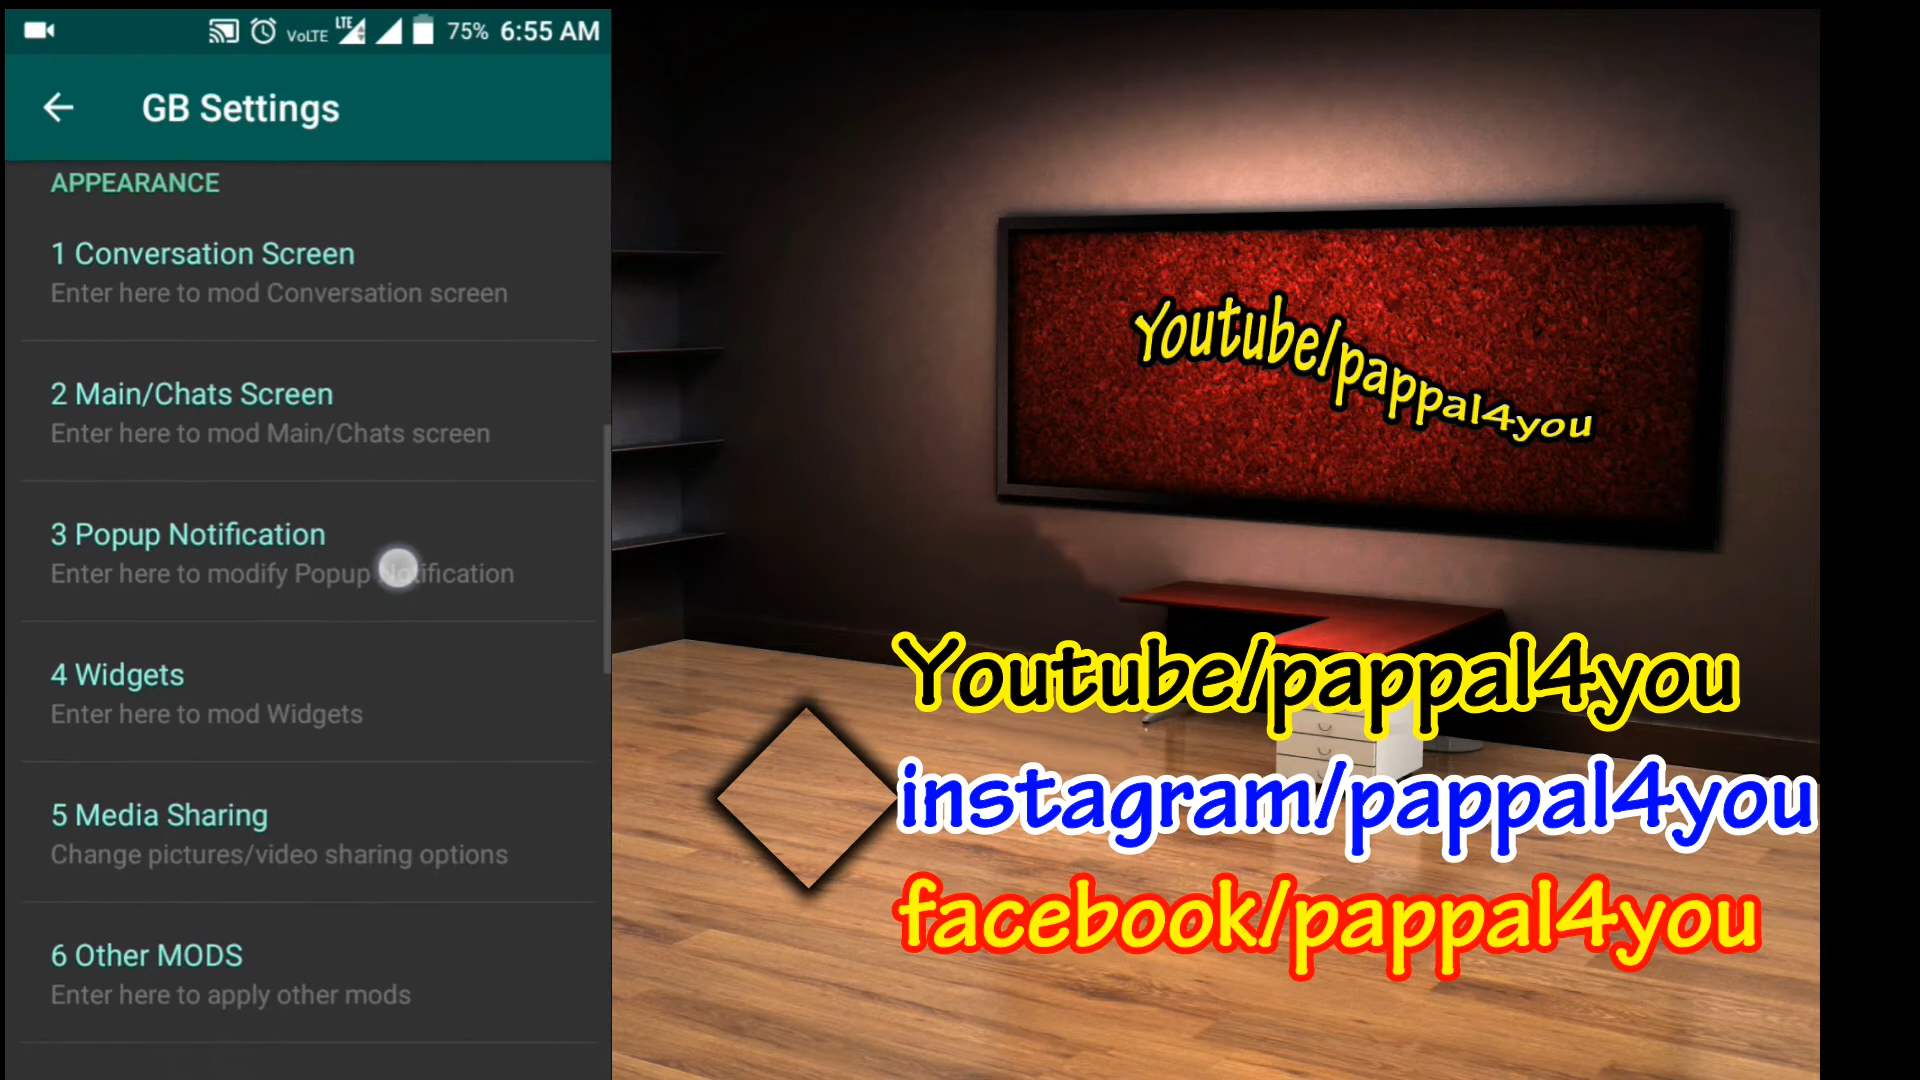 VoLTE LTE 75% 6:55 AM
GB Settings
APPEARANCE
1 Conversation Screen
Enter here to mod Conversation screen
2 Main/Chats Screen
Enter here to mod Main/Chats screen
3 Popup Notification
Enter here to modify Popup Notification
4 Widgets
Enter here to mod Widgets
5 Media Sharing
Change pictures/video sharing options
6 Other MODS
Enter here to apply other mods
Youtube/pappal4you
Youtube/pappal4you
instagram/pappal4you
facebook/pappal4you